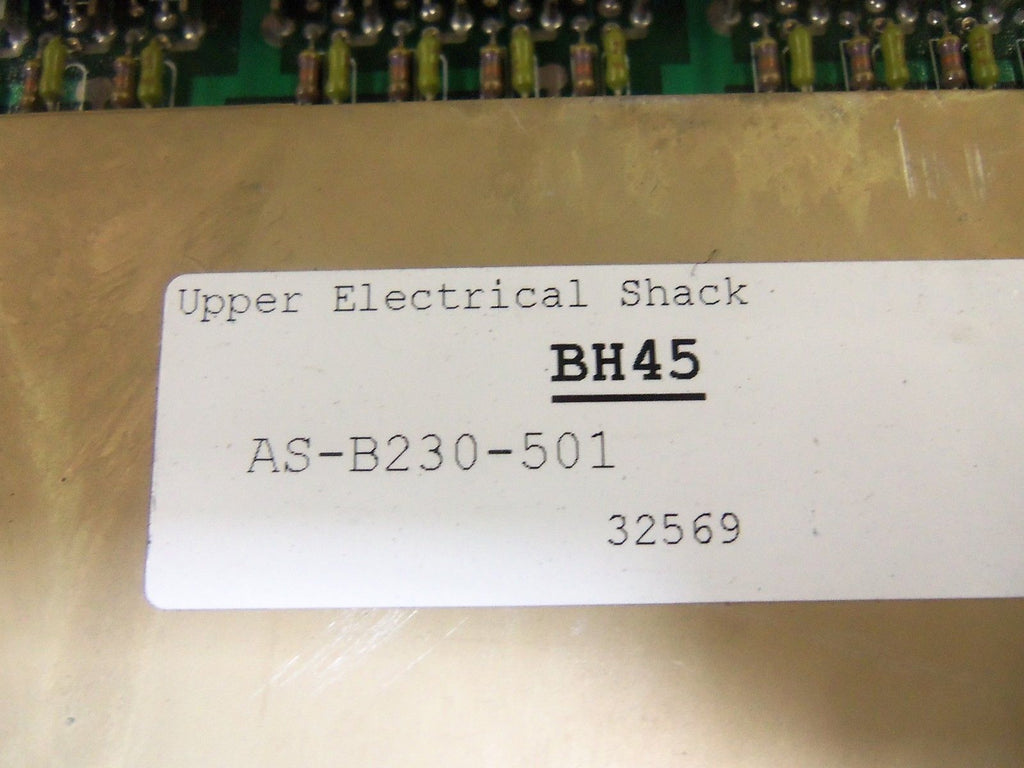 Upper Electrical Shack
BH45
AS-B230-501
32569